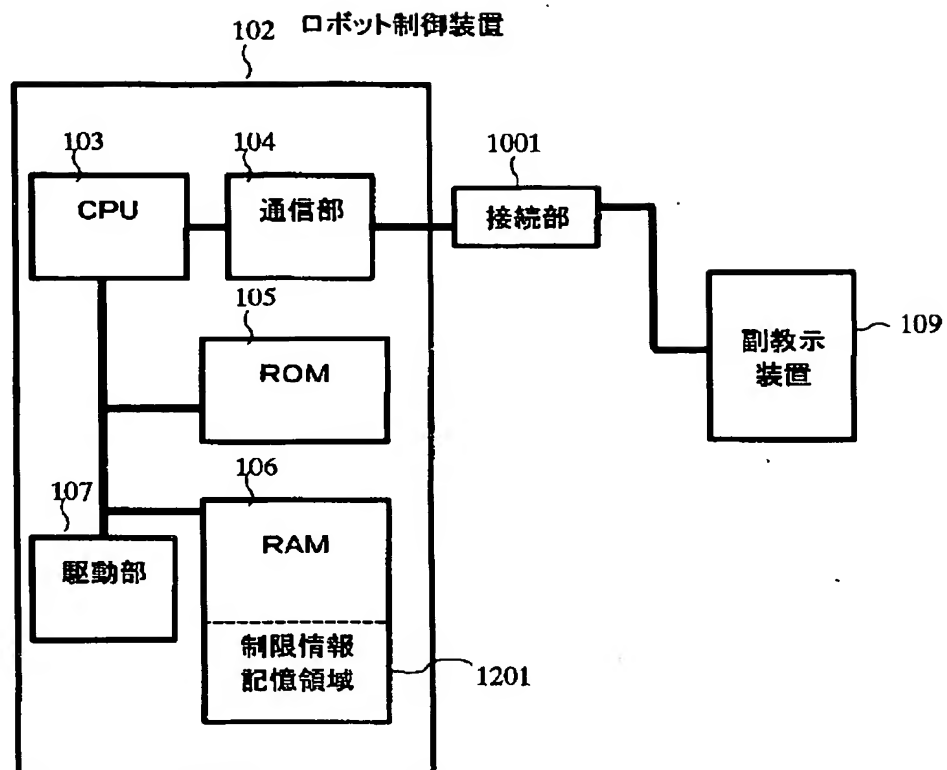 102 ロボット制御装置
103
CPU
104
通信部
1001
接続部
105
ROM
副教示
装置
109
106
RAM
107
駆動部
制限情報
記憶領域
1201